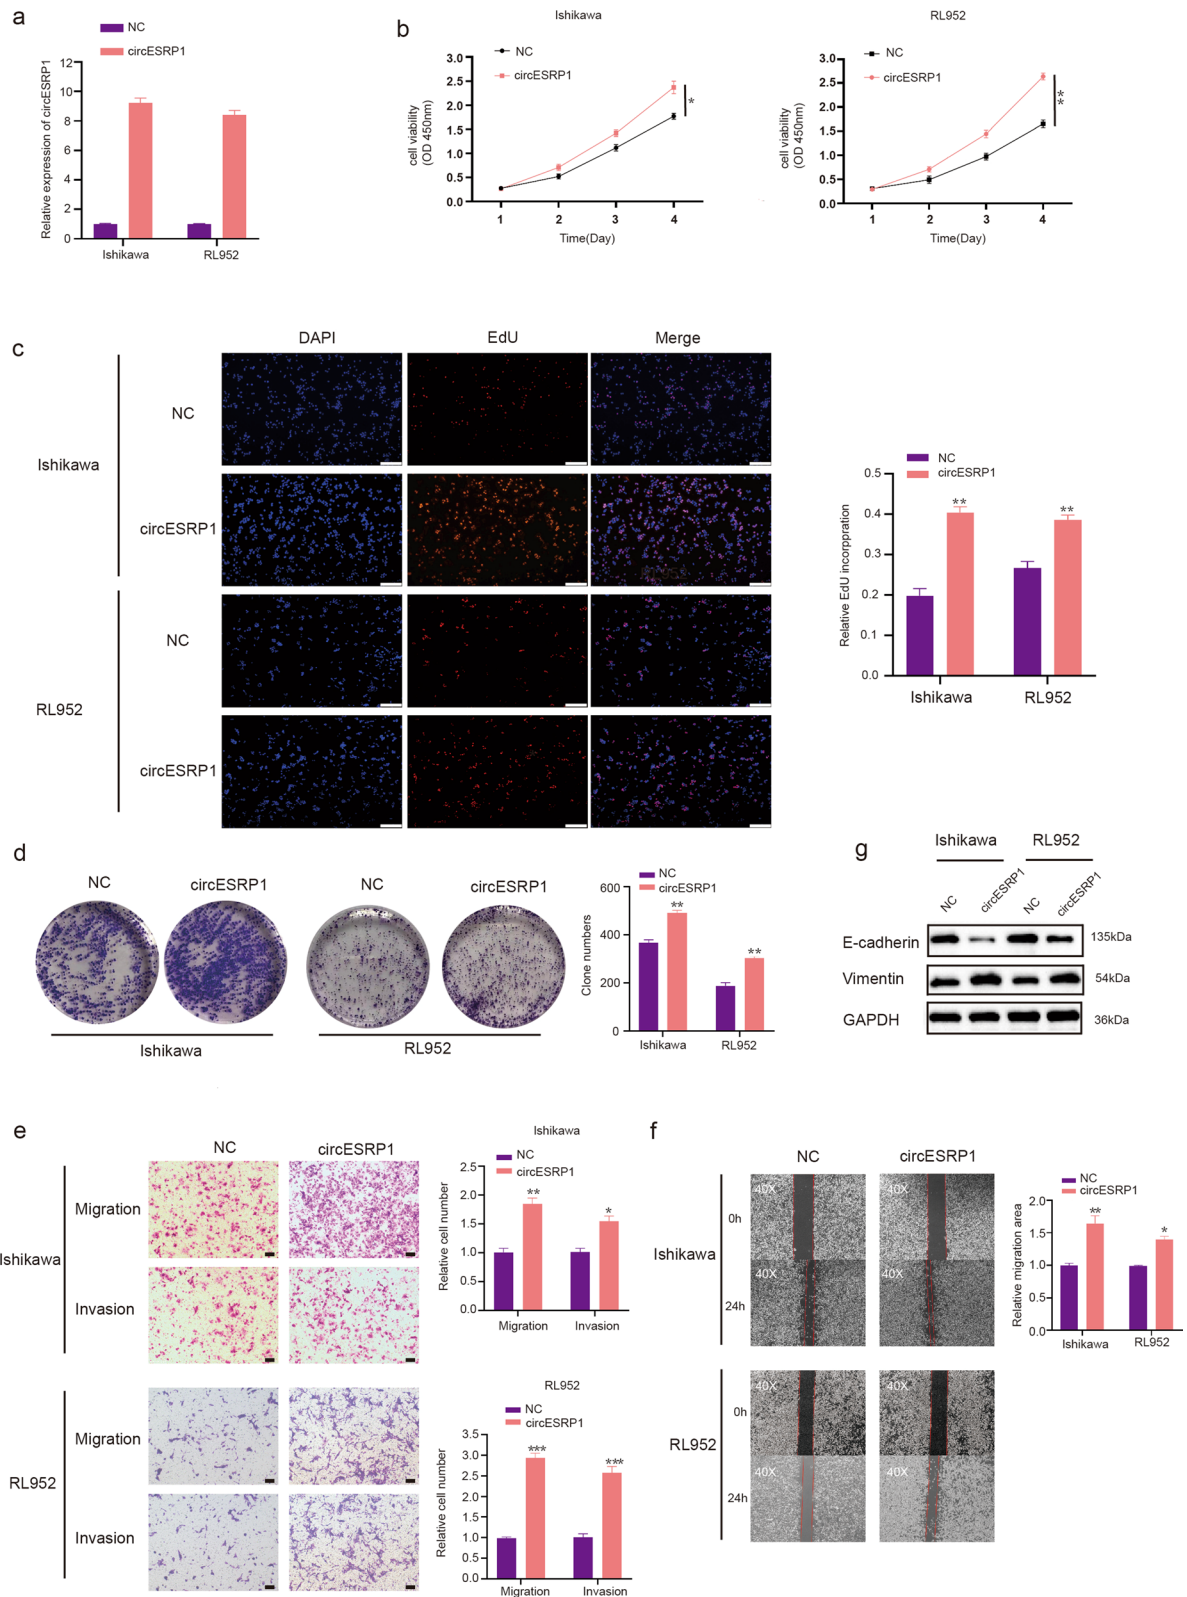 a
NC
circESRP1
Relative expression of circESRP1
12
10
8
6
4
2
0
Ishikawa
RL952
b
Ishikawa
NC
circESRP1
cell viability
(OD 450nm)
3.0
2.5
2.0
1.5
1.0
0.5
0.0
*
1 2 3 4
Time(Day)
RL952
NC
circESRP1
cell viability
(OD 450nm)
3.0
2.5
2.0
1.5
1.0
0.5
0.0
**
1 2 3 4
Time(Day)
c
DAPI EdU Merge
Ishikawa
NC
circESRP1
RL952
NC
circESRP1
NC
circESRP1
Relative EdU incorppration
0.5
0.4
0.3
0.2
0.1
0.0
** **
Ishikawa RL952
d
NC circESRP1 NC circESRP1
Ishikawa RL952
NC
circESRP1
Clone numbers
600
400
200
0
** **
Ishikawa RL952
g
Ishikawa RL952
NC circESRP1 NC circESRP1
E-cadherin 135kDa
Vimentin 54kDa
GAPDH 36kDa
e
NC circESRP1
Ishikawa
Migration
Invasion
RL952
Migration
Invasion
Ishikawa
NC
circESRP1
Relative cell number
2.5
2.0
1.5
1.0
0.5
0.0
** *
Migration Invasion
RL952
NC
circESRP1
Relative cell number
3.5
3.0
2.5
2.0
1.5
1.0
0.5
0.0
*** ***
Migration Invasion
f
NC circESRP1
Ishikawa
0h
40X 40X
24h
40X 40X
RL952
0h
40X 40X
24h
40X 40X
NC
circESRP1
Relative migration area
2.0
1.5
1.0
0.5
0.0
** *
Ishikawa RL952